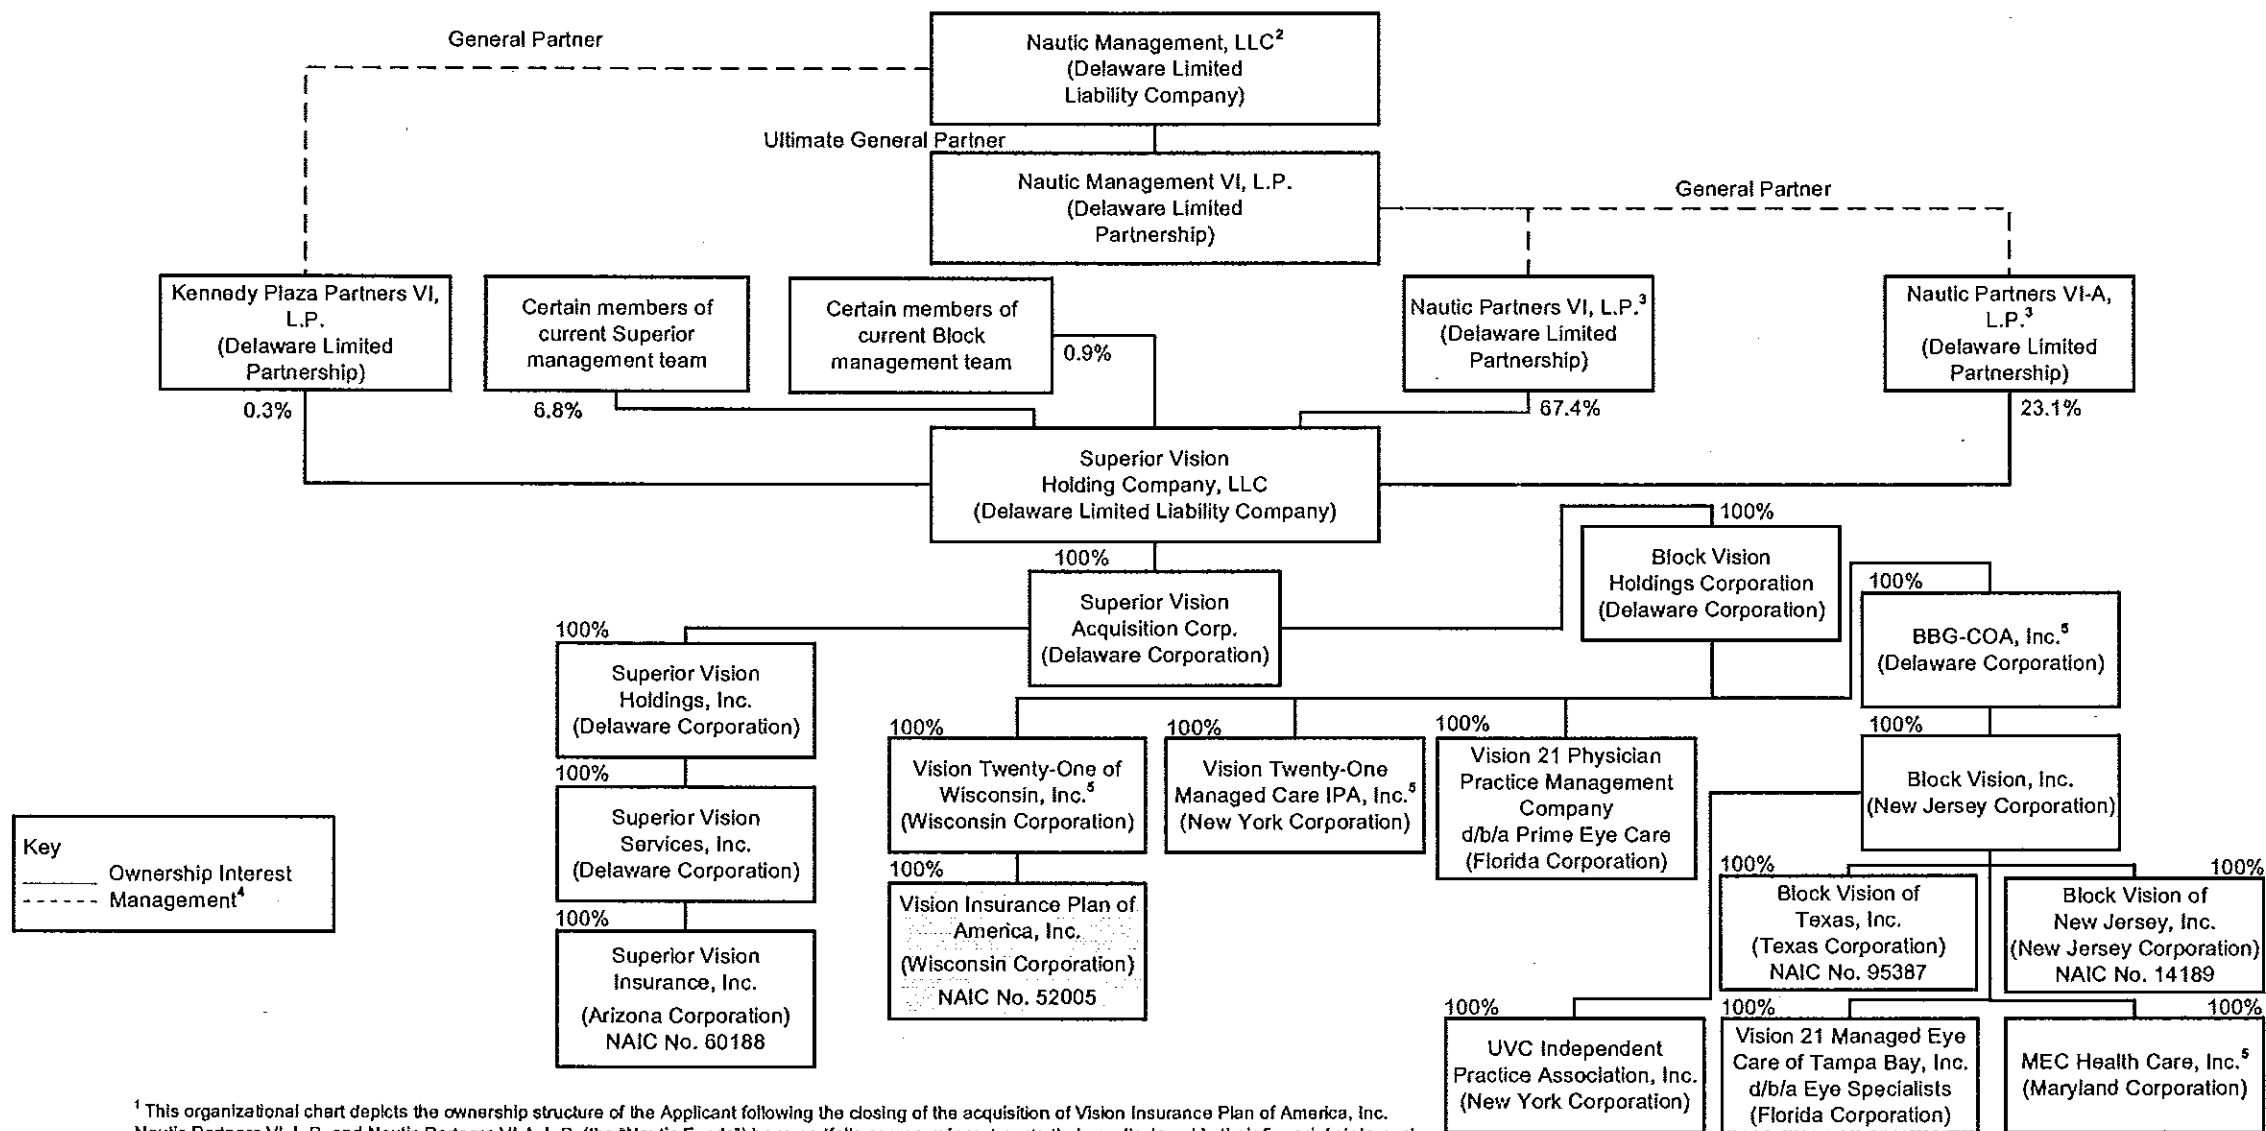 General Partner
Nautic Management, LLC²
(Delaware Limited
Liability Company)
Ultimate General Partner
Nautic Management VI, L.P.
(Delaware Limited
Partnership)
General Partner
Kennedy Plaza Partners VI,
L.P.
(Delaware Limited
Partnership)
0.3%
Certain members of
current Superior
management team
6.8%
Certain members of
current Block
management team
0.9%
Nautic Partners VI, L.P.³
(Delaware Limited
Partnership)
67.4%
Nautic Partners VI-A,
L.P.³
(Delaware Limited
Partnership)
23.1%
Superior Vision
Holding Company, LLC
(Delaware Limited Liability Company)
100%
Superior Vision
Acquisition Corp.
(Delaware Corporation)
100%
Block Vision
Holdings Corporation
(Delaware Corporation)
100%
BBG-COA, Inc.⁵
(Delaware Corporation)
100%
Superior Vision
Holdings, Inc.
(Delaware Corporation)
100%
Superior Vision
Services, Inc.
(Delaware Corporation)
100%
Superior Vision
Insurance, Inc.
(Arizona Corporation)
NAIC No. 60188
100%
Vision Twenty-One of
Wisconsin, Inc.⁵
(Wisconsin Corporation)
100%
Vision Insurance Plan of
America, Inc.
(Wisconsin Corporation)
NAIC No. 52005
100%
Vision Twenty-One
Managed Care IPA, Inc.⁵
(New York Corporation)
100%
Vision 21 Physician
Practice Management
Company
d/b/a Prime Eye Care
(Florida Corporation)
100%
Block Vision, Inc.
(New Jersey Corporation)
100%
Block Vision of
Texas, Inc.
(Texas Corporation)
NAIC No. 95387
100%
Block Vision of
New Jersey, Inc.
(New Jersey Corporation)
NAIC No. 14189
100%
UVC Independent
Practice Association, Inc.
(New York Corporation)
100%
Vision 21 Managed Eye
Care of Tampa Bay, Inc.
d/b/a Eye Specialists
(Florida Corporation)
100%
MEC Health Care, Inc.⁵
(Maryland Corporation)
Key
Ownership Interest
Management⁴
¹ This organizational chart depicts the ownership structure of the Applicant following the closing of the acquisition of Vision Insurance Plan of America, Inc.